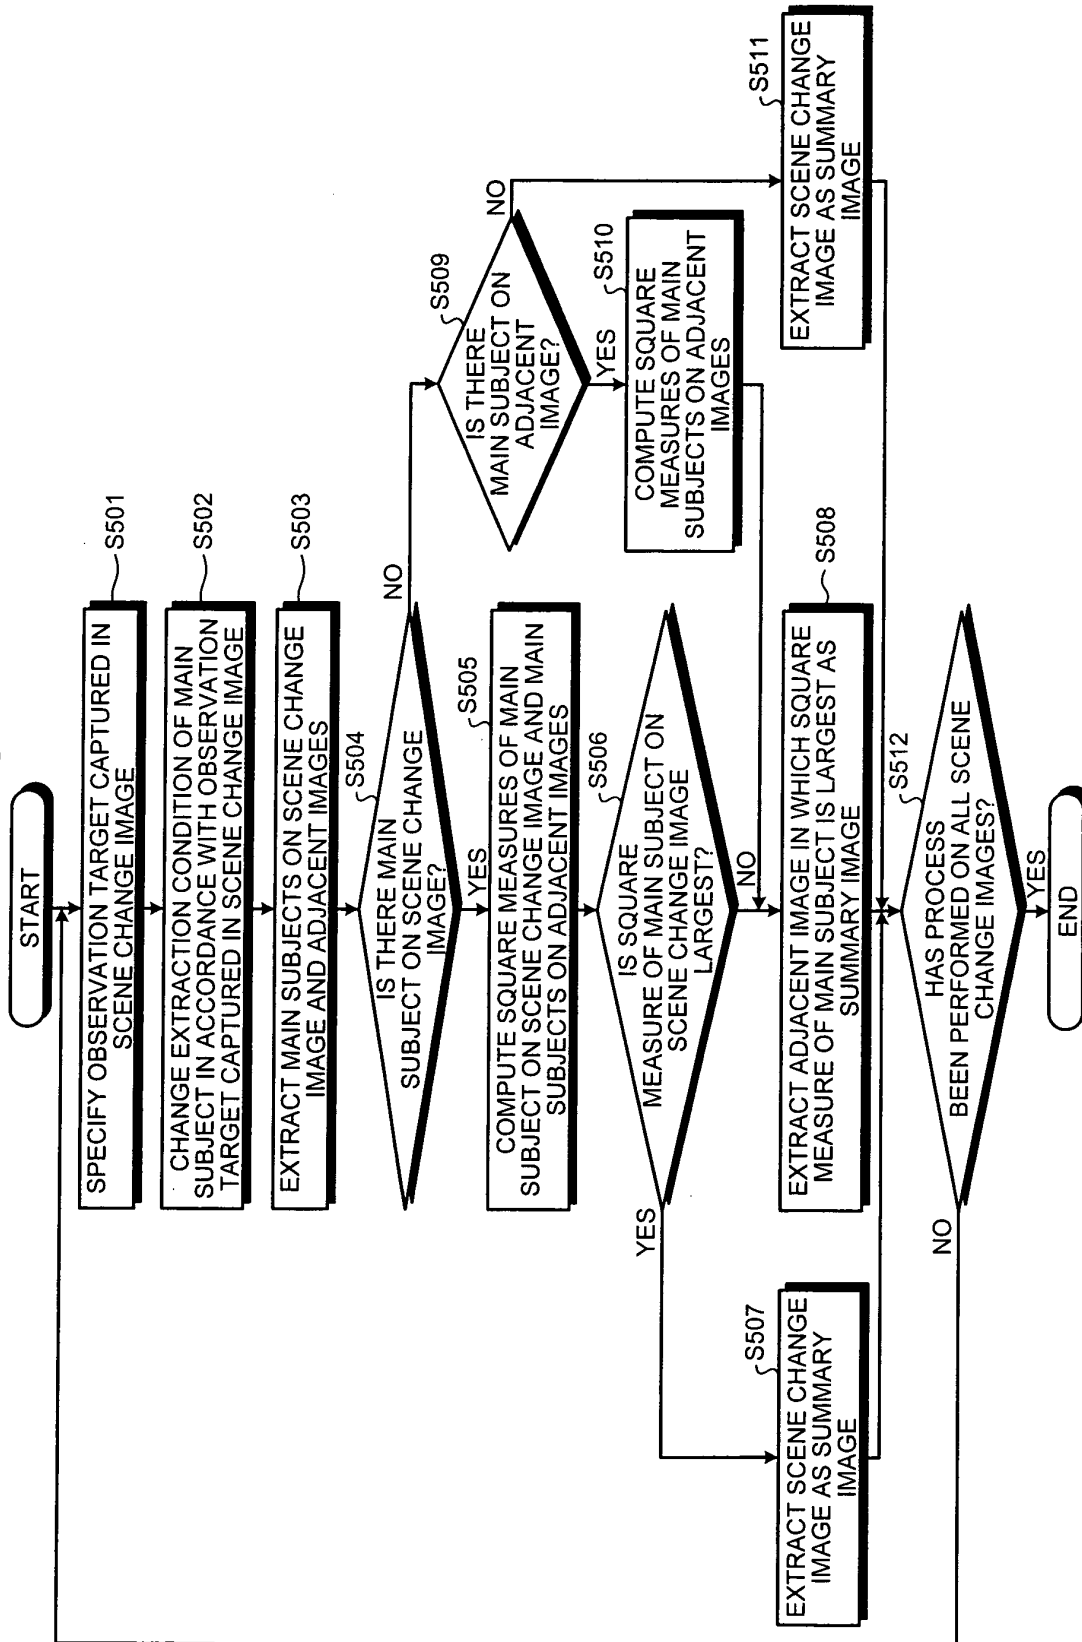 START
SPECIFY OBSERVATION TARGET CAPTURED IN
SCENE CHANGE IMAGE
S501
CHANGE EXTRACTION CONDITION OF MAIN
SUBJECT IN ACCORDANCE WITH OBSERVATION
TARGET CAPTURED IN SCENE CHANGE IMAGE
S502
EXTRACT MAIN SUBJECTS ON SCENE CHANGE
IMAGE AND ADJACENT IMAGES
S503
IS THERE MAIN
SUBJECT ON SCENE CHANGE
IMAGE?
S504
NO
YES
COMPUTE SQUARE MEASURES OF MAIN
SUBJECT ON SCENE CHANGE IMAGE AND MAIN
SUBJECTS ON ADJACENT IMAGES
S505
IS SQUARE
MEASURE OF MAIN SUBJECT ON
SCENE CHANGE IMAGE
LARGEST?
S506
YES
NO
EXTRACT SCENE CHANGE
IMAGE AS SUMMARY
IMAGE
S507
EXTRACT ADJACENT IMAGE IN WHICH SQUARE
MEASURE OF MAIN SUBJECT IS LARGEST AS
SUMMARY IMAGE
S508
IS THERE
MAIN SUBJECT ON
ADJACENT
IMAGE?
S509
NO
YES
COMPUTE SQUARE
MEASURES OF MAIN
SUBJECTS ON ADJACENT
IMAGES
S510
EXTRACT SCENE CHANGE
IMAGE AS SUMMARY
IMAGE
S511
HAS PROCESS
BEEN PERFORMED ON ALL SCENE
CHANGE IMAGES?
S512
NO
YES
END